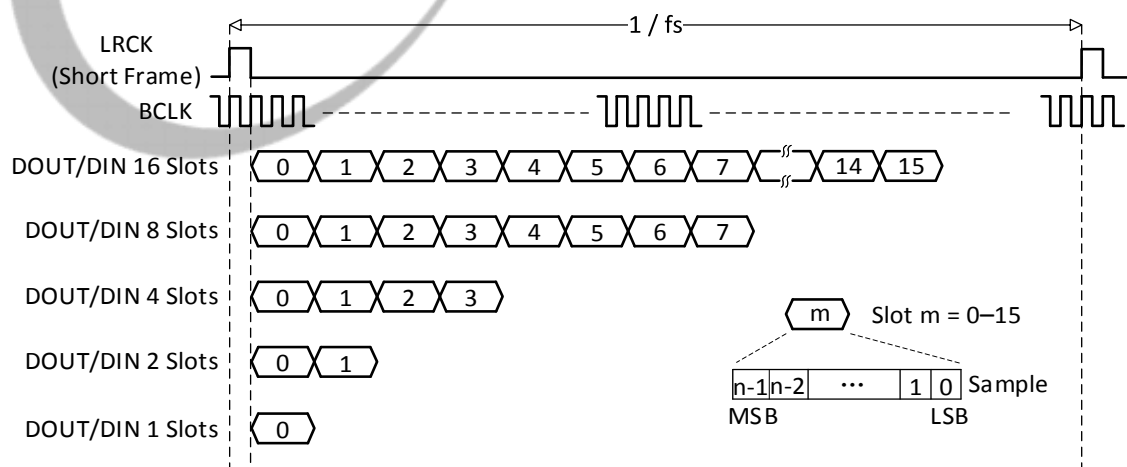 1 / fs
LRCK
(Short Frame)
BCLK
DOUT/DIN 16 Slots 0 1 2 3 4 5 6 7 14 15
DOUT/DIN 8 Slots 0 1 2 3 4 5 6 7
DOUT/DIN 4 Slots 0 1 2 3
m Slot m = 0–15
DOUT/DIN 2 Slots 0 1
n-1 n-2 ... 1 0 Sample
MSB LSB
DOUT/DIN 1 Slots 0